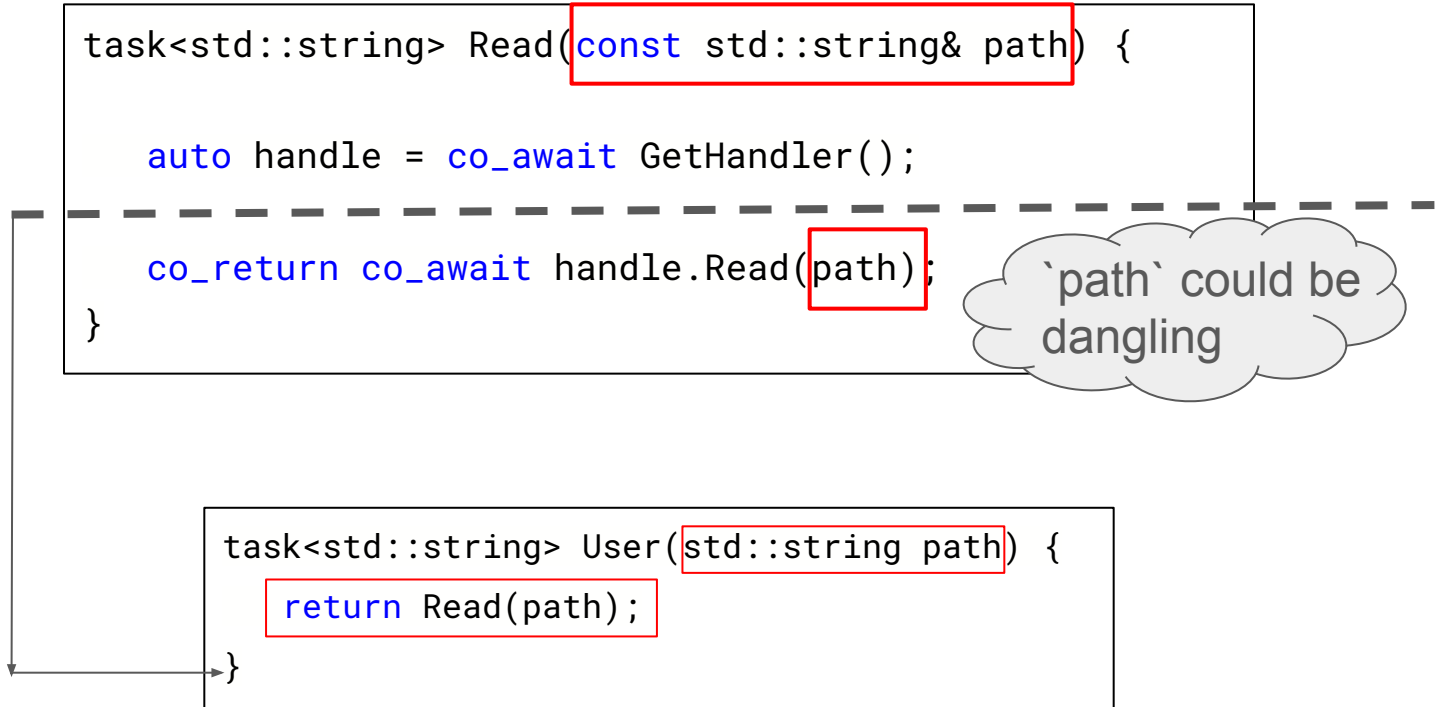 task<std::string> Read(const std::string& path) {
auto handle = co_await GetHandler();
co_return co_await handle.Read(path);
}
`path` could be
dangling
task<std::string> User(std::string path) {
return Read(path);
}